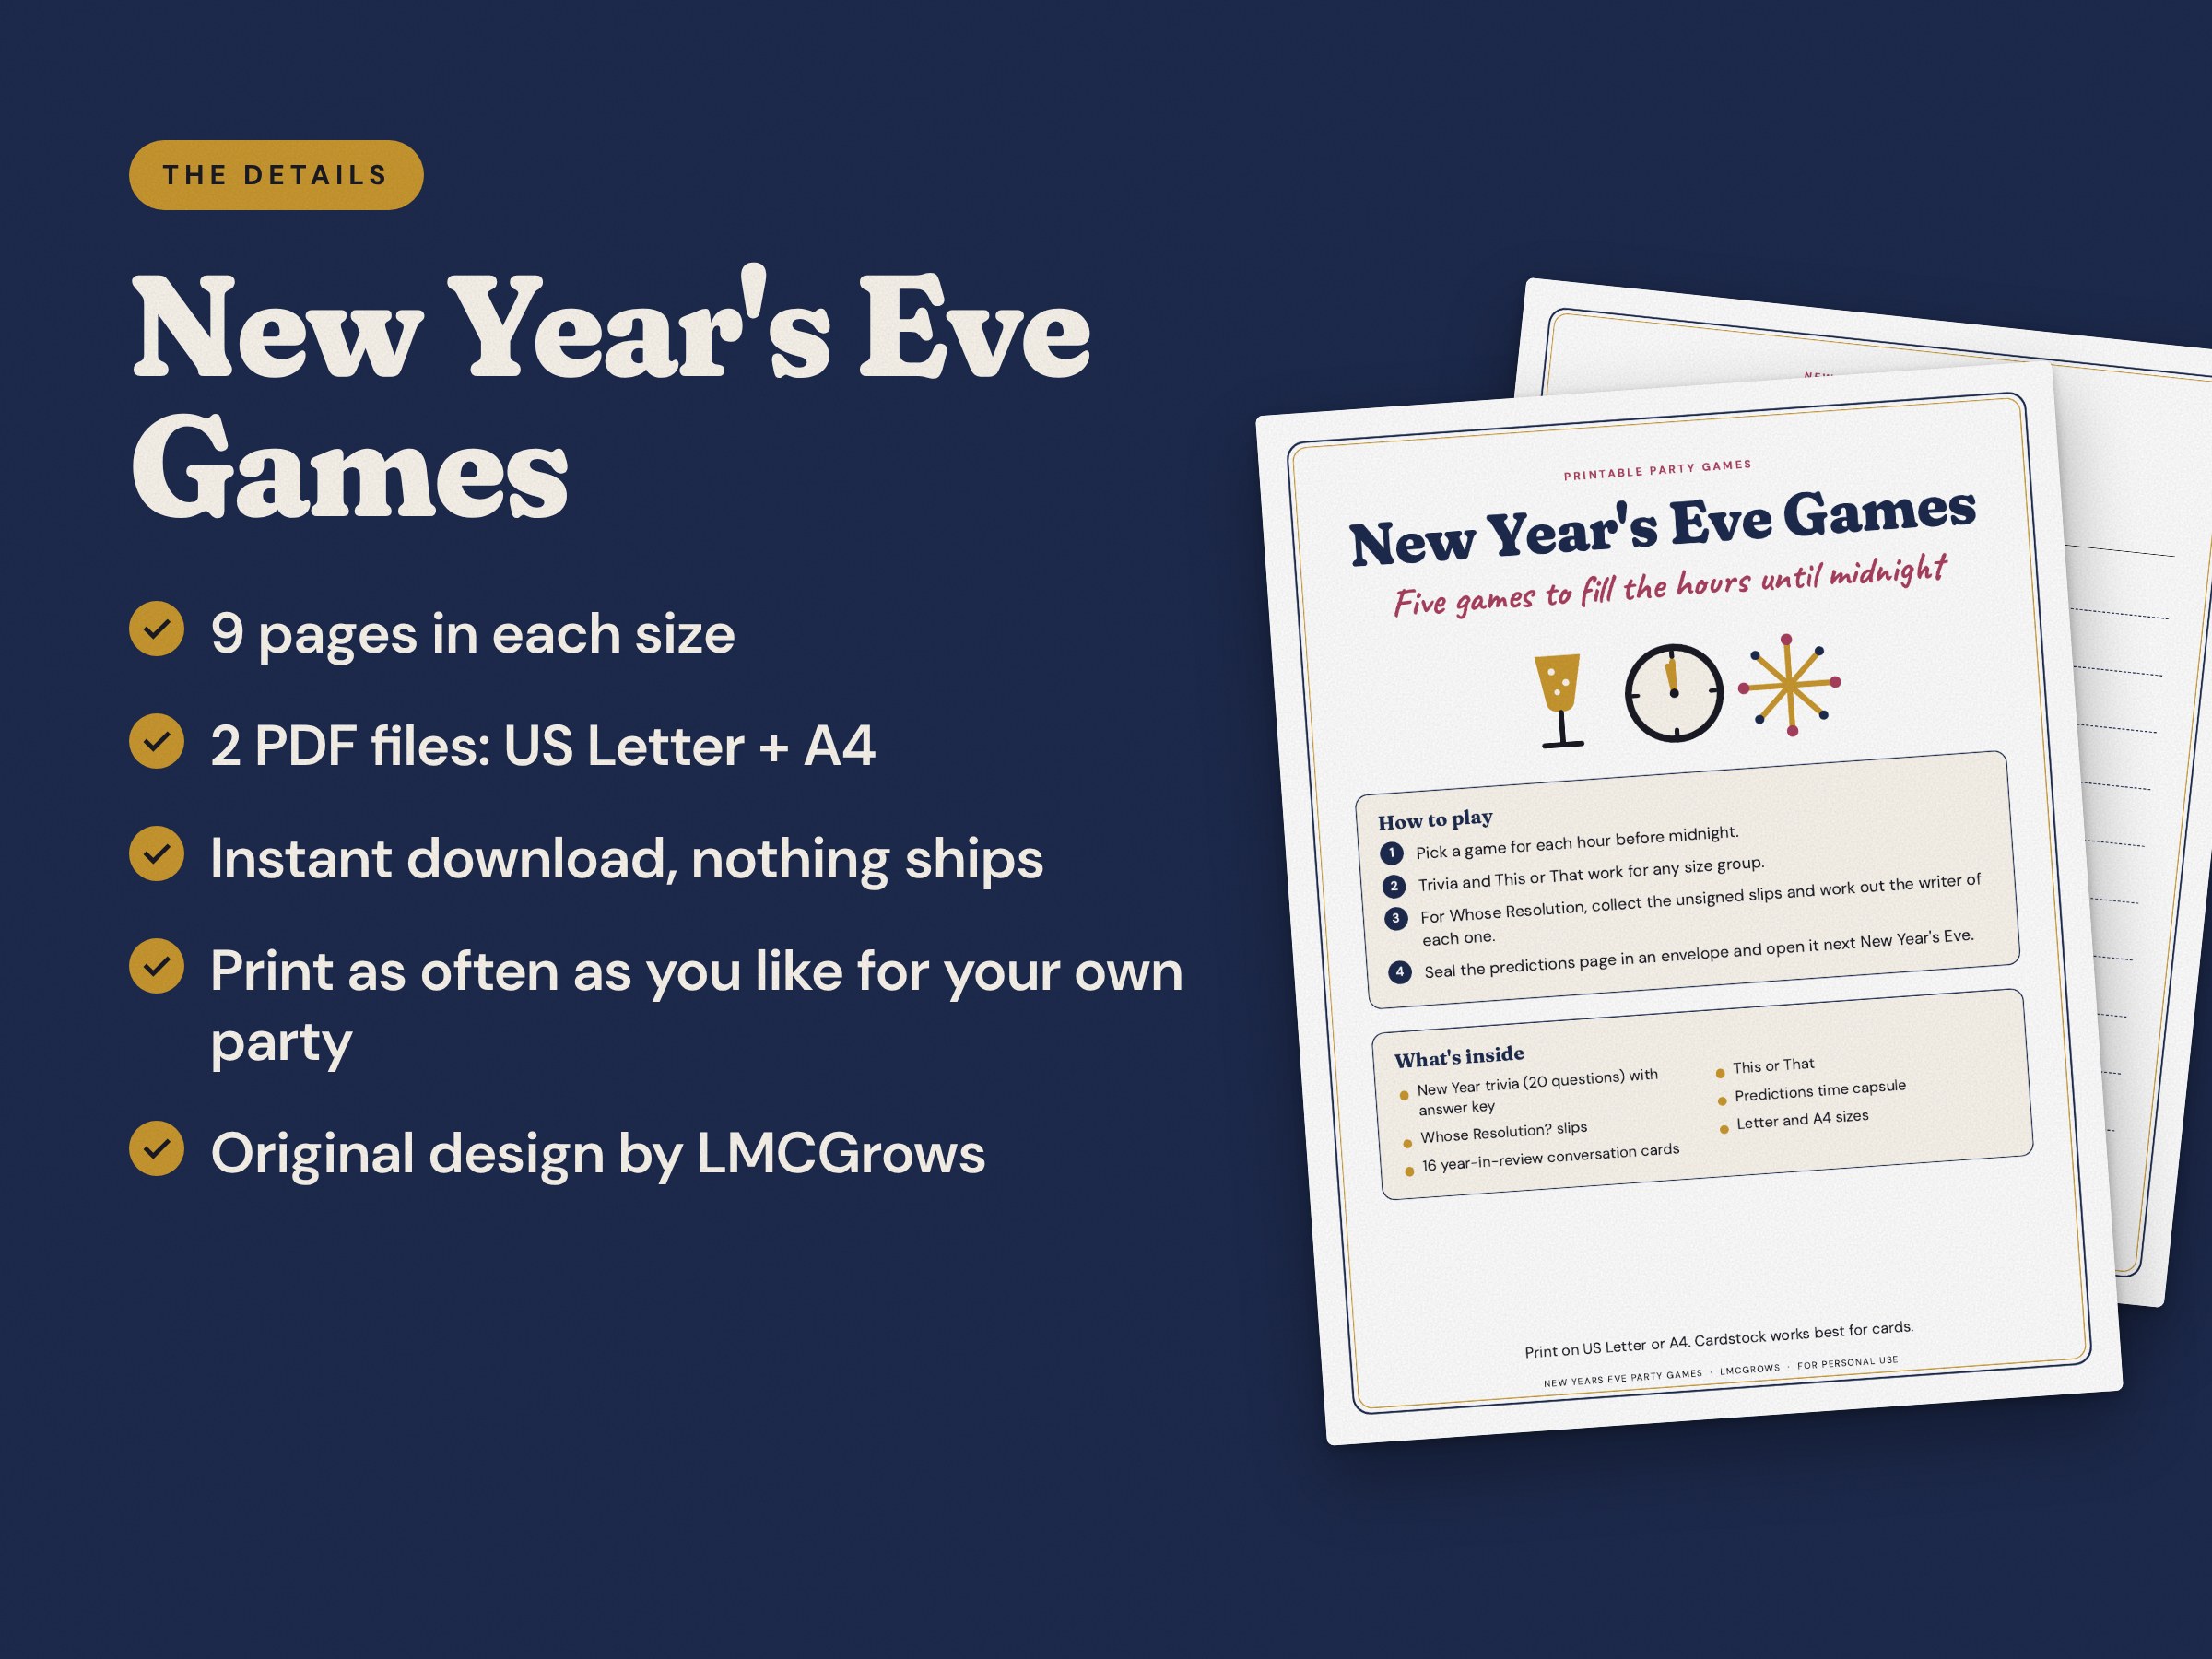 THE DETAILS
New Year's Eve
Games
9 pages in each size
2 PDF files: US Letter + A4
Instant download, nothing ships
Print as often as you like for your own
party
Original design by LMCGrows
PRINTABLE PARTY GAMES
New Year's Eve Games
Five games to fill the hours until midnight
How to play
1 Pick a game for each hour before midnight.
2 Trivia and This or That work for any size group.
3 For Whose Resolution, collect the unsigned slips and work out the writer of
each one.
4 Seal the predictions page in an envelope and open it next New Year's Eve.
What's inside
New Year trivia (20 questions) with
answer key
Whose Resolution? slips
16 year-in-review conversation cards
This or That
Predictions time capsule
Letter and A4 sizes
Print on US Letter or A4. Cardstock works best for cards.
NEW YEARS EVE PARTY GAMES · LMCGROWS · FOR PERSONAL USE